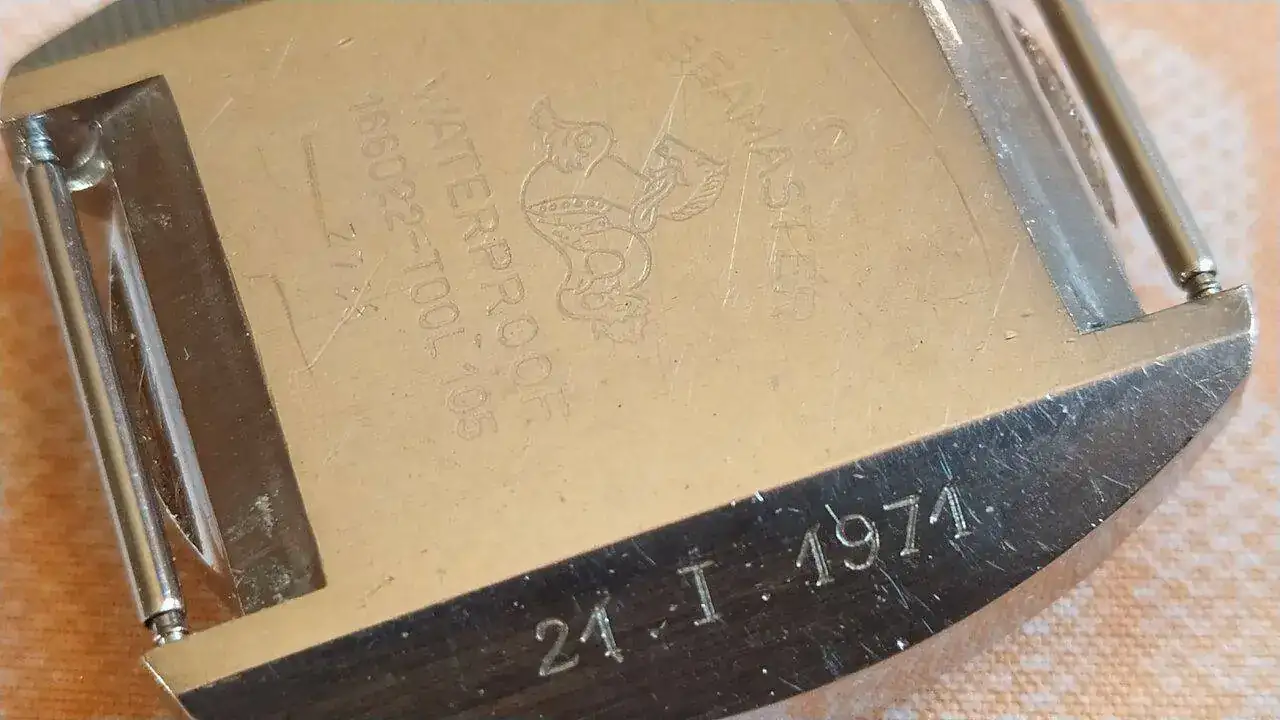 SEAMASTER
WATERPROOF
166022-TOOL 105
21.I.1971